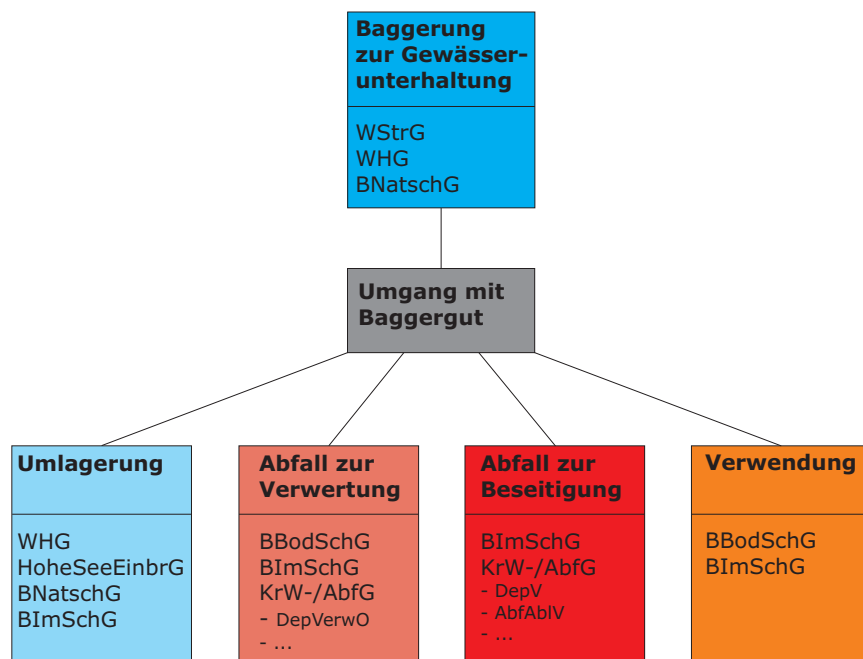 Baggerung
zur Gewässer-
unterhaltung
WStrG
WHG
BNatschG
Umgang mit
Baggergut
Umlagerung
WHG
HoheSeeEinbrG
BNatschG
BImSchG
Abfall zur
Verwertung
BBodSchG
BImSchG
KrW-/AbfG
- DepVerwO
- ...
Abfall zur
Beseitigung
BImSchG
KrW-/AbfG
- DepV
- AbfAblV
- ...
Verwendung
BBodSchG
BImSchG